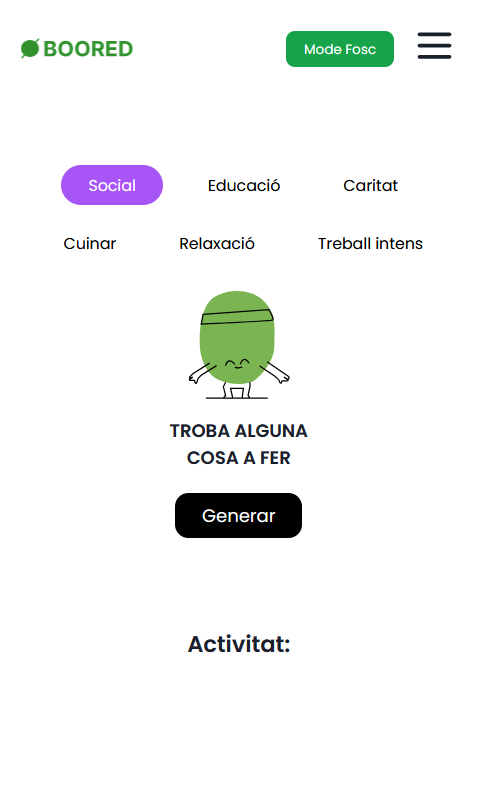 BOORED
Mode Fosc
Social
Educació
Caritat
Cuinar
Relaxació
Treball intens
TROBA ALGUNA
COSA A FER
Generar
Activitat: